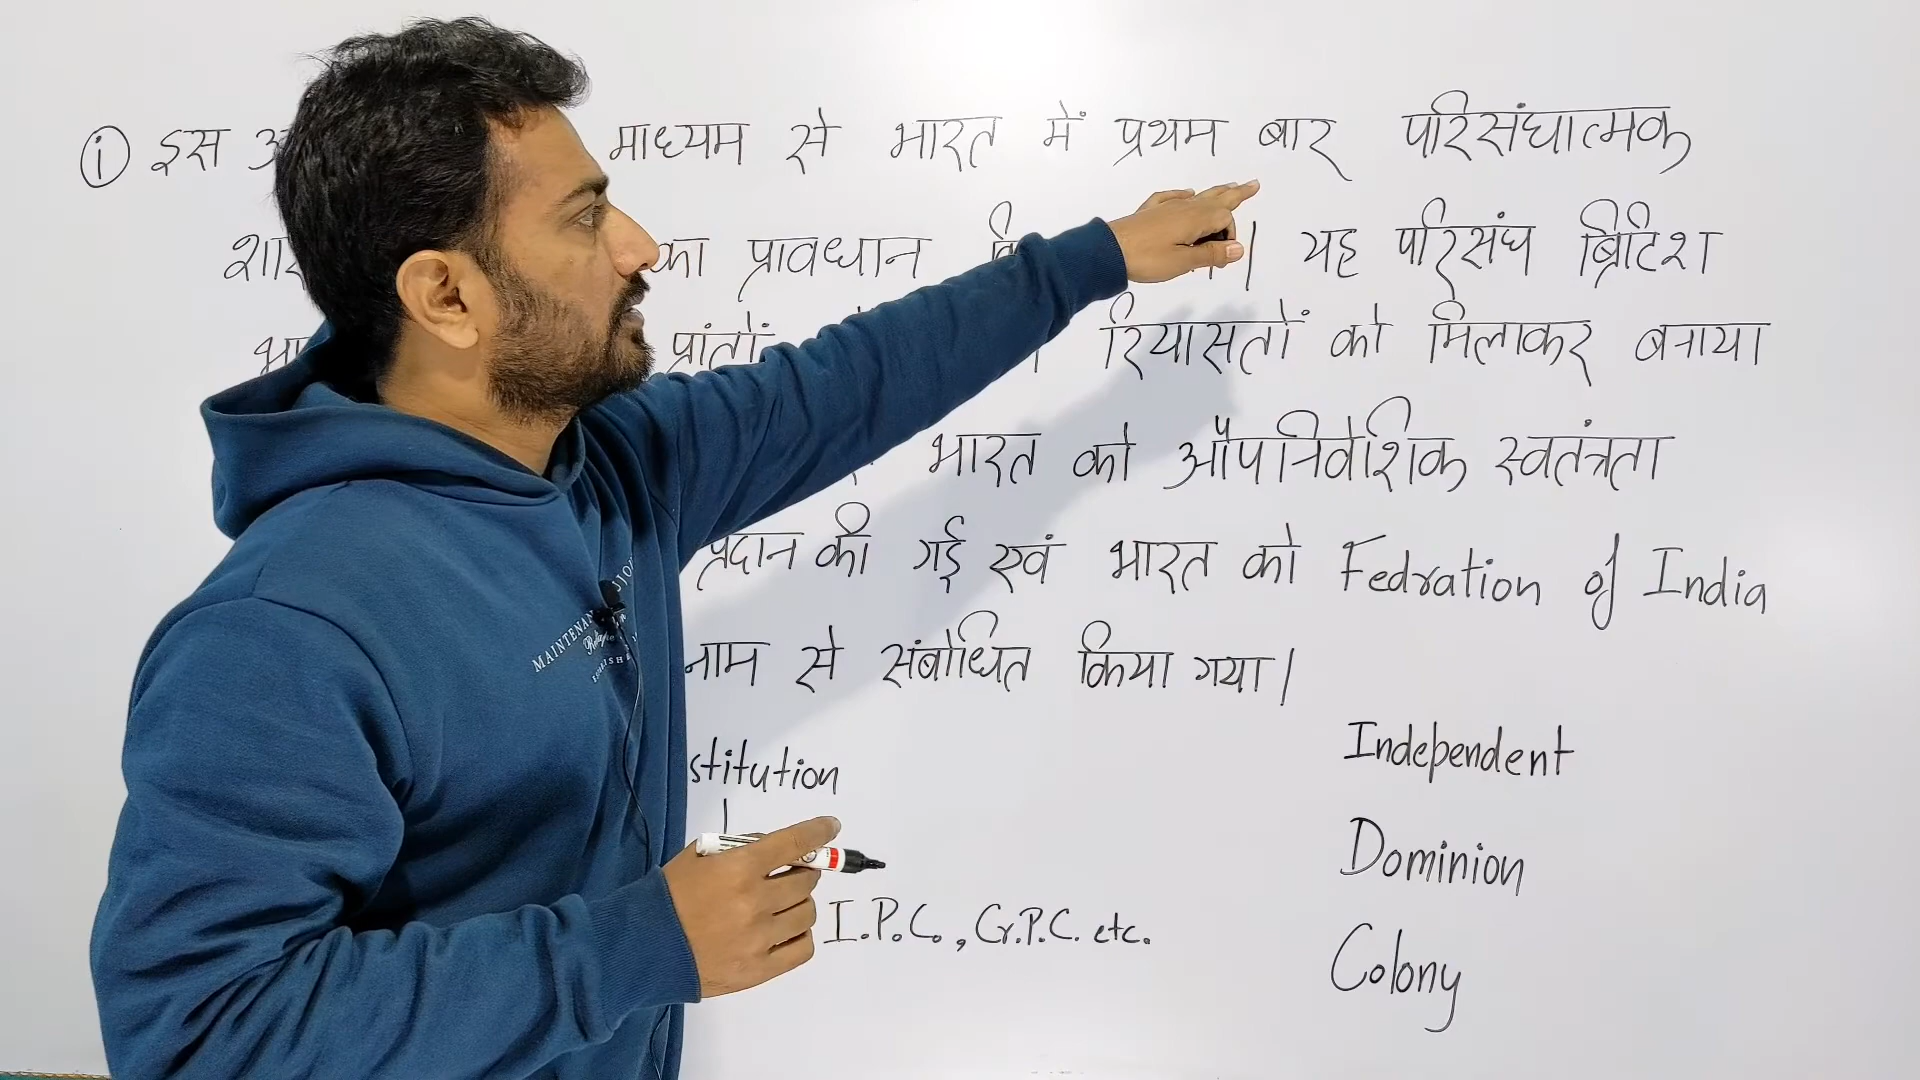 i इस माध्यम से भारत में प्रथम बार परिसंघात्मक
का प्रावधान | यह परिसंघ ब्रिटिश
प्रांतों रियासतों को मिलाकर बनाया
भारत को औपनिवेशिक स्वतंत्रता
प्रदान की गई एवं भारत को Fedration of India
नाम से संबोधित किया गया |
stitution
I.P.C., Cr.P.C. etc.
Independent
Dominion
Colony
MAINTENAN